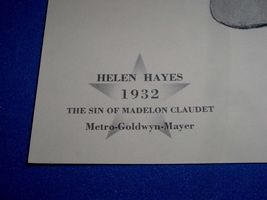 HELEN HAYES
1932
THE SIN OF MADELON CLAUDET
Metro-Goldwyn-Mayer